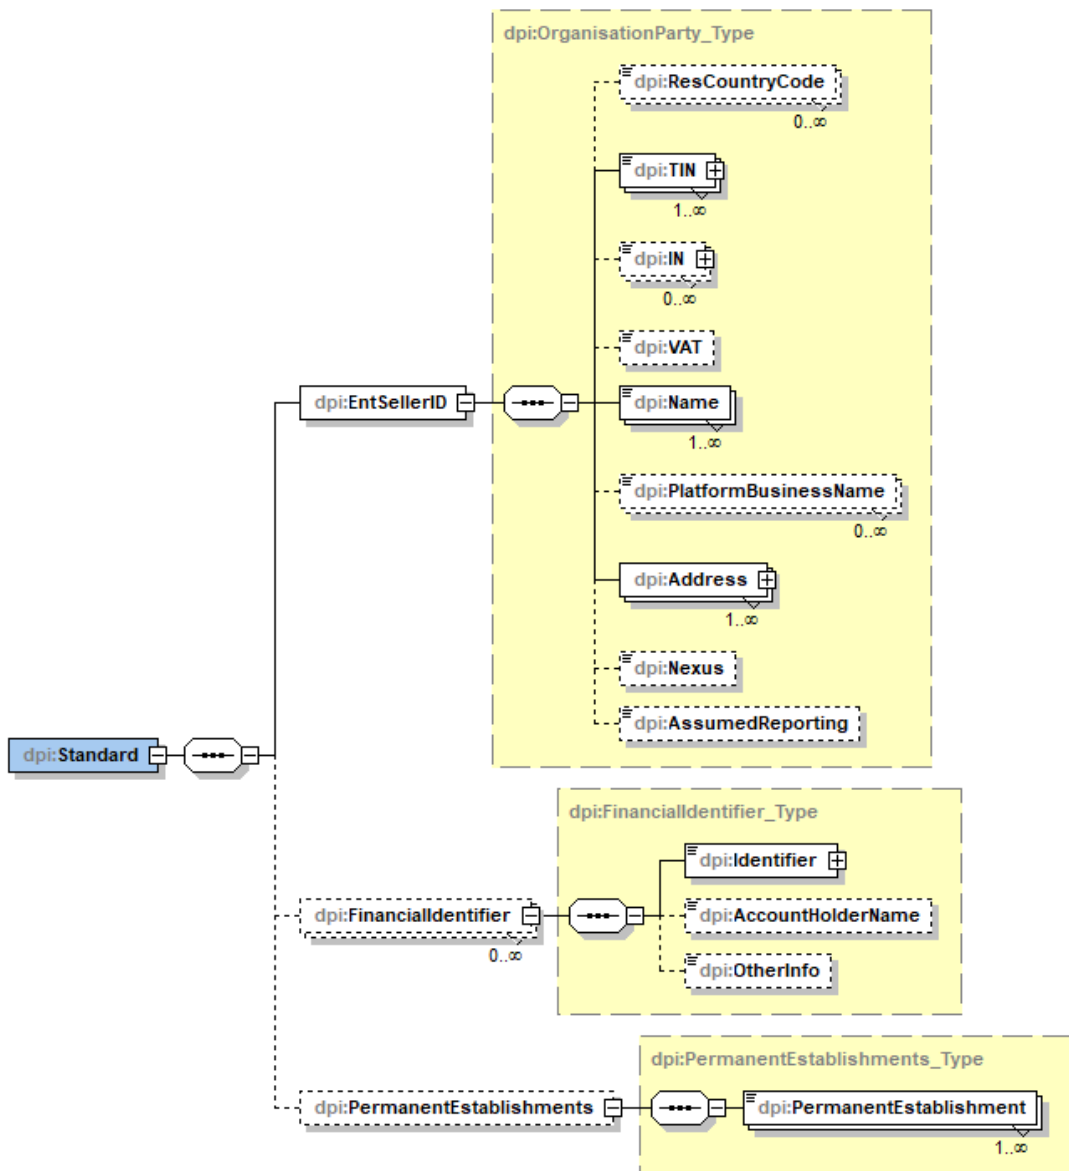 dpi:OrganisationParty_Type
dpi:ResCountryCode
0..∞
dpi:TIN
1..∞
dpi:IN
0..∞
dpi:VAT
dpi:EntSellerID
dpi:Name
1..∞
dpi:PlatformBusinessName
0..∞
dpi:Address
1..∞
dpi:Nexus
dpi:AssumedReporting
dpi:Standard
dpi:FinancialIdentifier_Type
dpi:Identifier
dpi:FinancialIdentifier
0..∞
dpi:AccountHolderName
dpi:OtherInfo
dpi:PermanentEstablishments_Type
dpi:PermanentEstablishments
dpi:PermanentEstablishment
1..∞